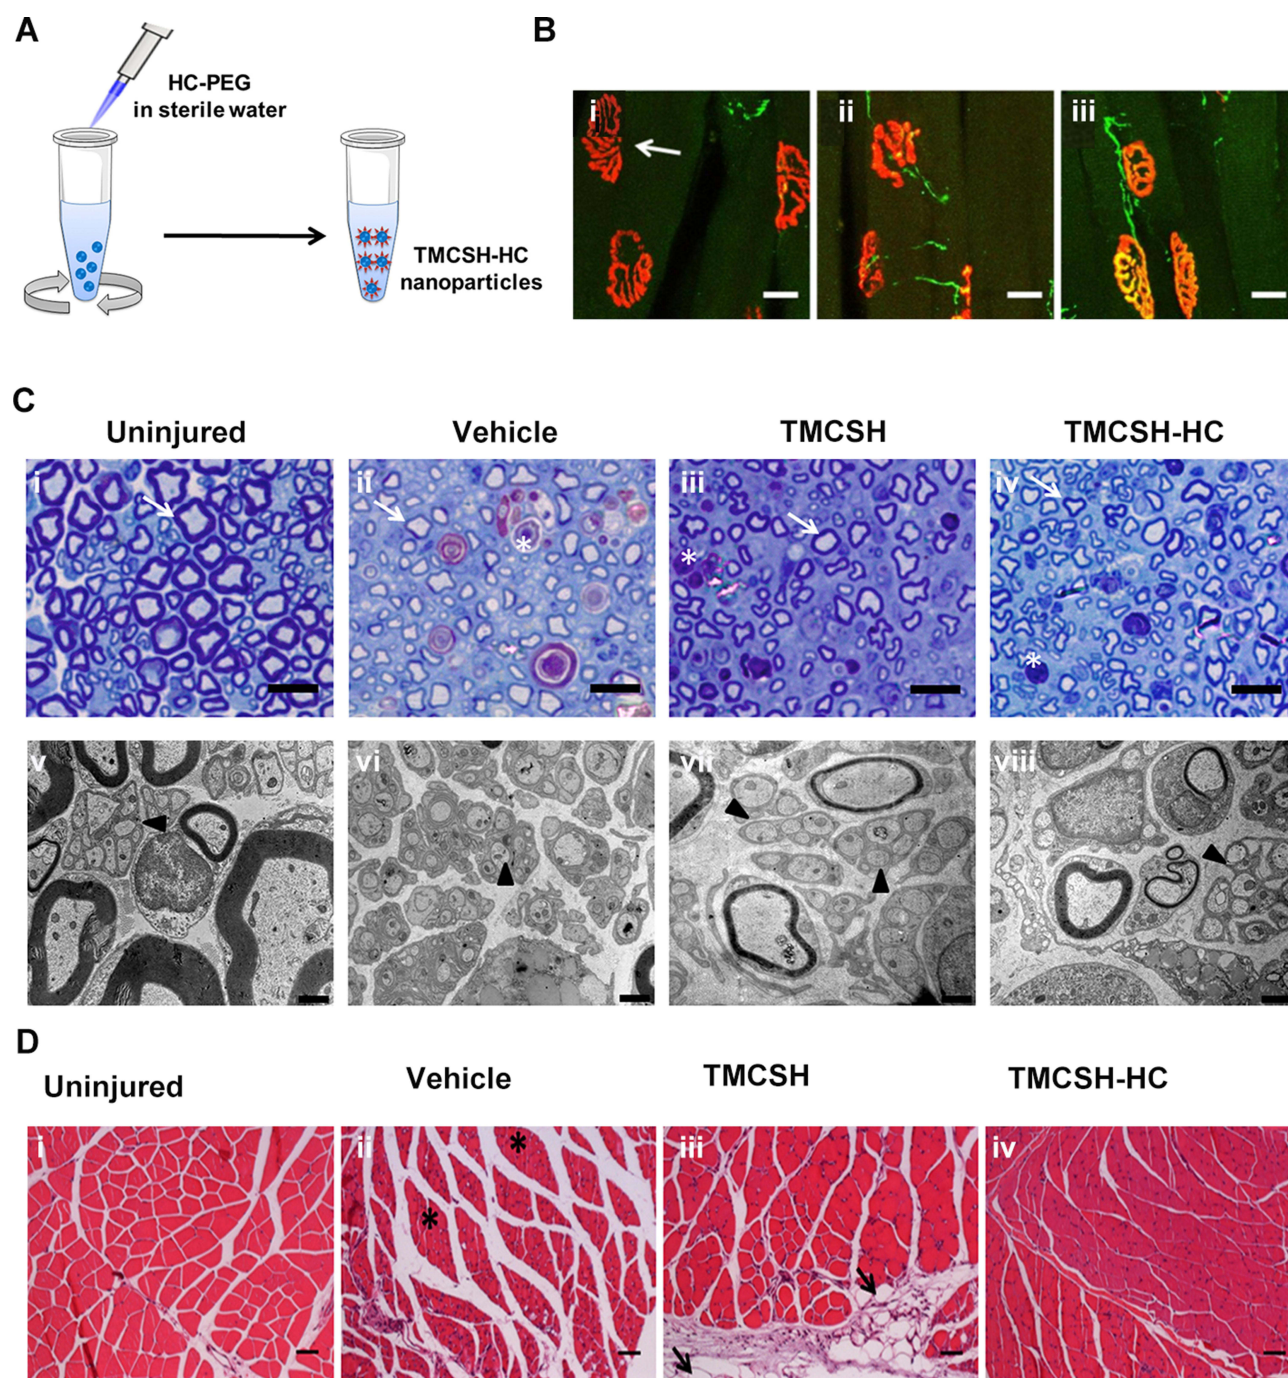 A
B
HC-PEG
in sterile water
TMCSH-HC
nanoparticles
i
ii
iii
C
Uninjured
Vehicle
TMCSH
TMCSH-HC
i
ii
iii
iv
*
*
*
v
vi
vii
viii
D
Uninjured
Vehicle
TMCSH
TMCSH-HC
i
ii
iii
iv
*
*